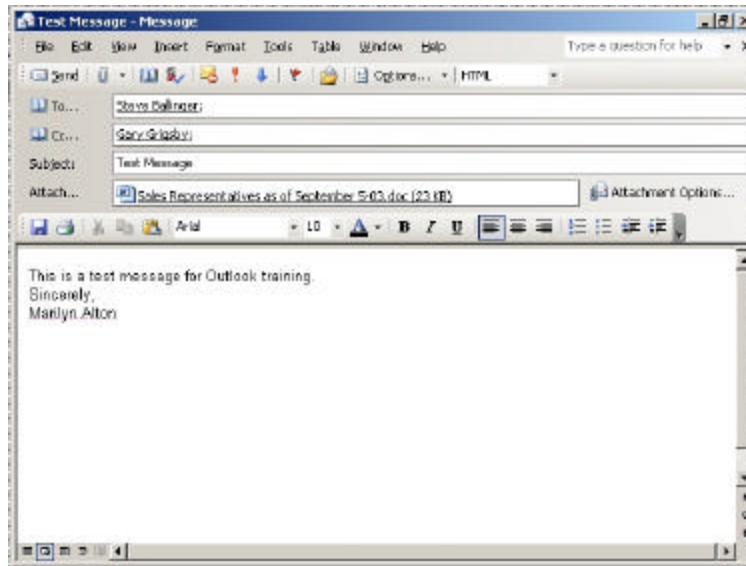 Test Message - Message
File Edit View Insert Format Tools Table Window Help Type a question for help
Send Options... HTML
To... Steve Ballinger;
Cc... Gary Grigsby;
Subject: Test Message
Attach... Sales Representatives as of September 5-03.doc (23 KB) Attachment Options...
Arial 10 A B I U
This is a test message for Outlook training.
Sincerely,
Marilyn Alton